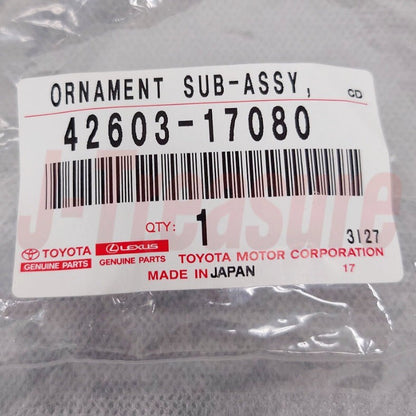 ORNAMENT SUB-ASSY, CD
42603-17080
J-Treasure
QTY: 1
3127
TOYOTA LEXUS TOYOTA MOTOR CORPORATION
GENUINE PARTS GENUINE PARTS 17
MADE IN JAPAN